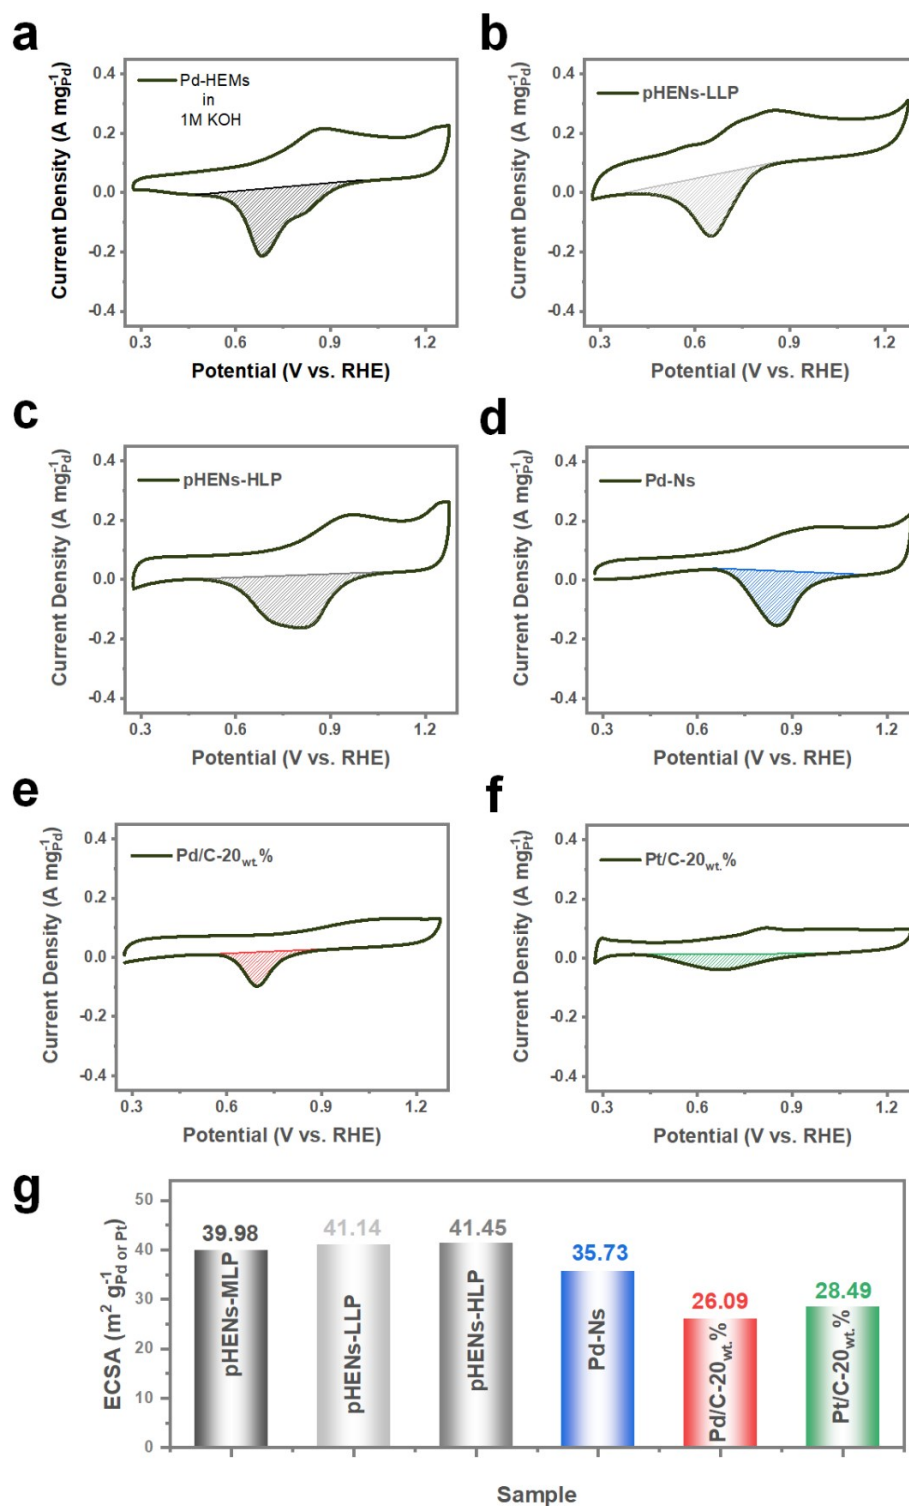 a
Current Density (A mg⁻¹Pd)
0.4
0.2
0.0
-0.2
-0.4
Pd-HEMs
in
1M KOH
0.3 0.6 0.9 1.2
Potential (V vs. RHE)
b
Current Density (A mg⁻¹Pd)
0.4
0.2
0.0
-0.2
-0.4
pHENs-LLP
0.3 0.6 0.9 1.2
Potential (V vs. RHE)
c
Current Density (A mg⁻¹Pd)
0.4
0.2
0.0
-0.2
-0.4
pHENs-HLP
0.3 0.6 0.9 1.2
Potential (V vs. RHE)
d
Current Density (A mg⁻¹Pd)
0.4
0.2
0.0
-0.2
-0.4
Pd-Ns
0.3 0.6 0.9 1.2
Potential (V vs. RHE)
e
Current Density (A mg⁻¹Pd)
0.4
0.2
0.0
-0.2
-0.4
Pd/C-20wt.%
0.3 0.6 0.9 1.2
Potential (V vs. RHE)
f
Current Density (A mg⁻¹Pt)
0.4
0.2
0.0
-0.2
-0.4
Pt/C-20wt.%
0.3 0.6 0.9 1.2
Potential (V vs. RHE)
g
ECSA (m² g⁻¹Pd or Pt)
50
40
30
20
10
0
39.98
41.14
41.45
35.73
26.09
28.49
pHENs-MLP
pHENs-LLP
pHENs-HLP
Pd-Ns
Pd/C-20wt.%
Pt/C-20wt.%
Sample